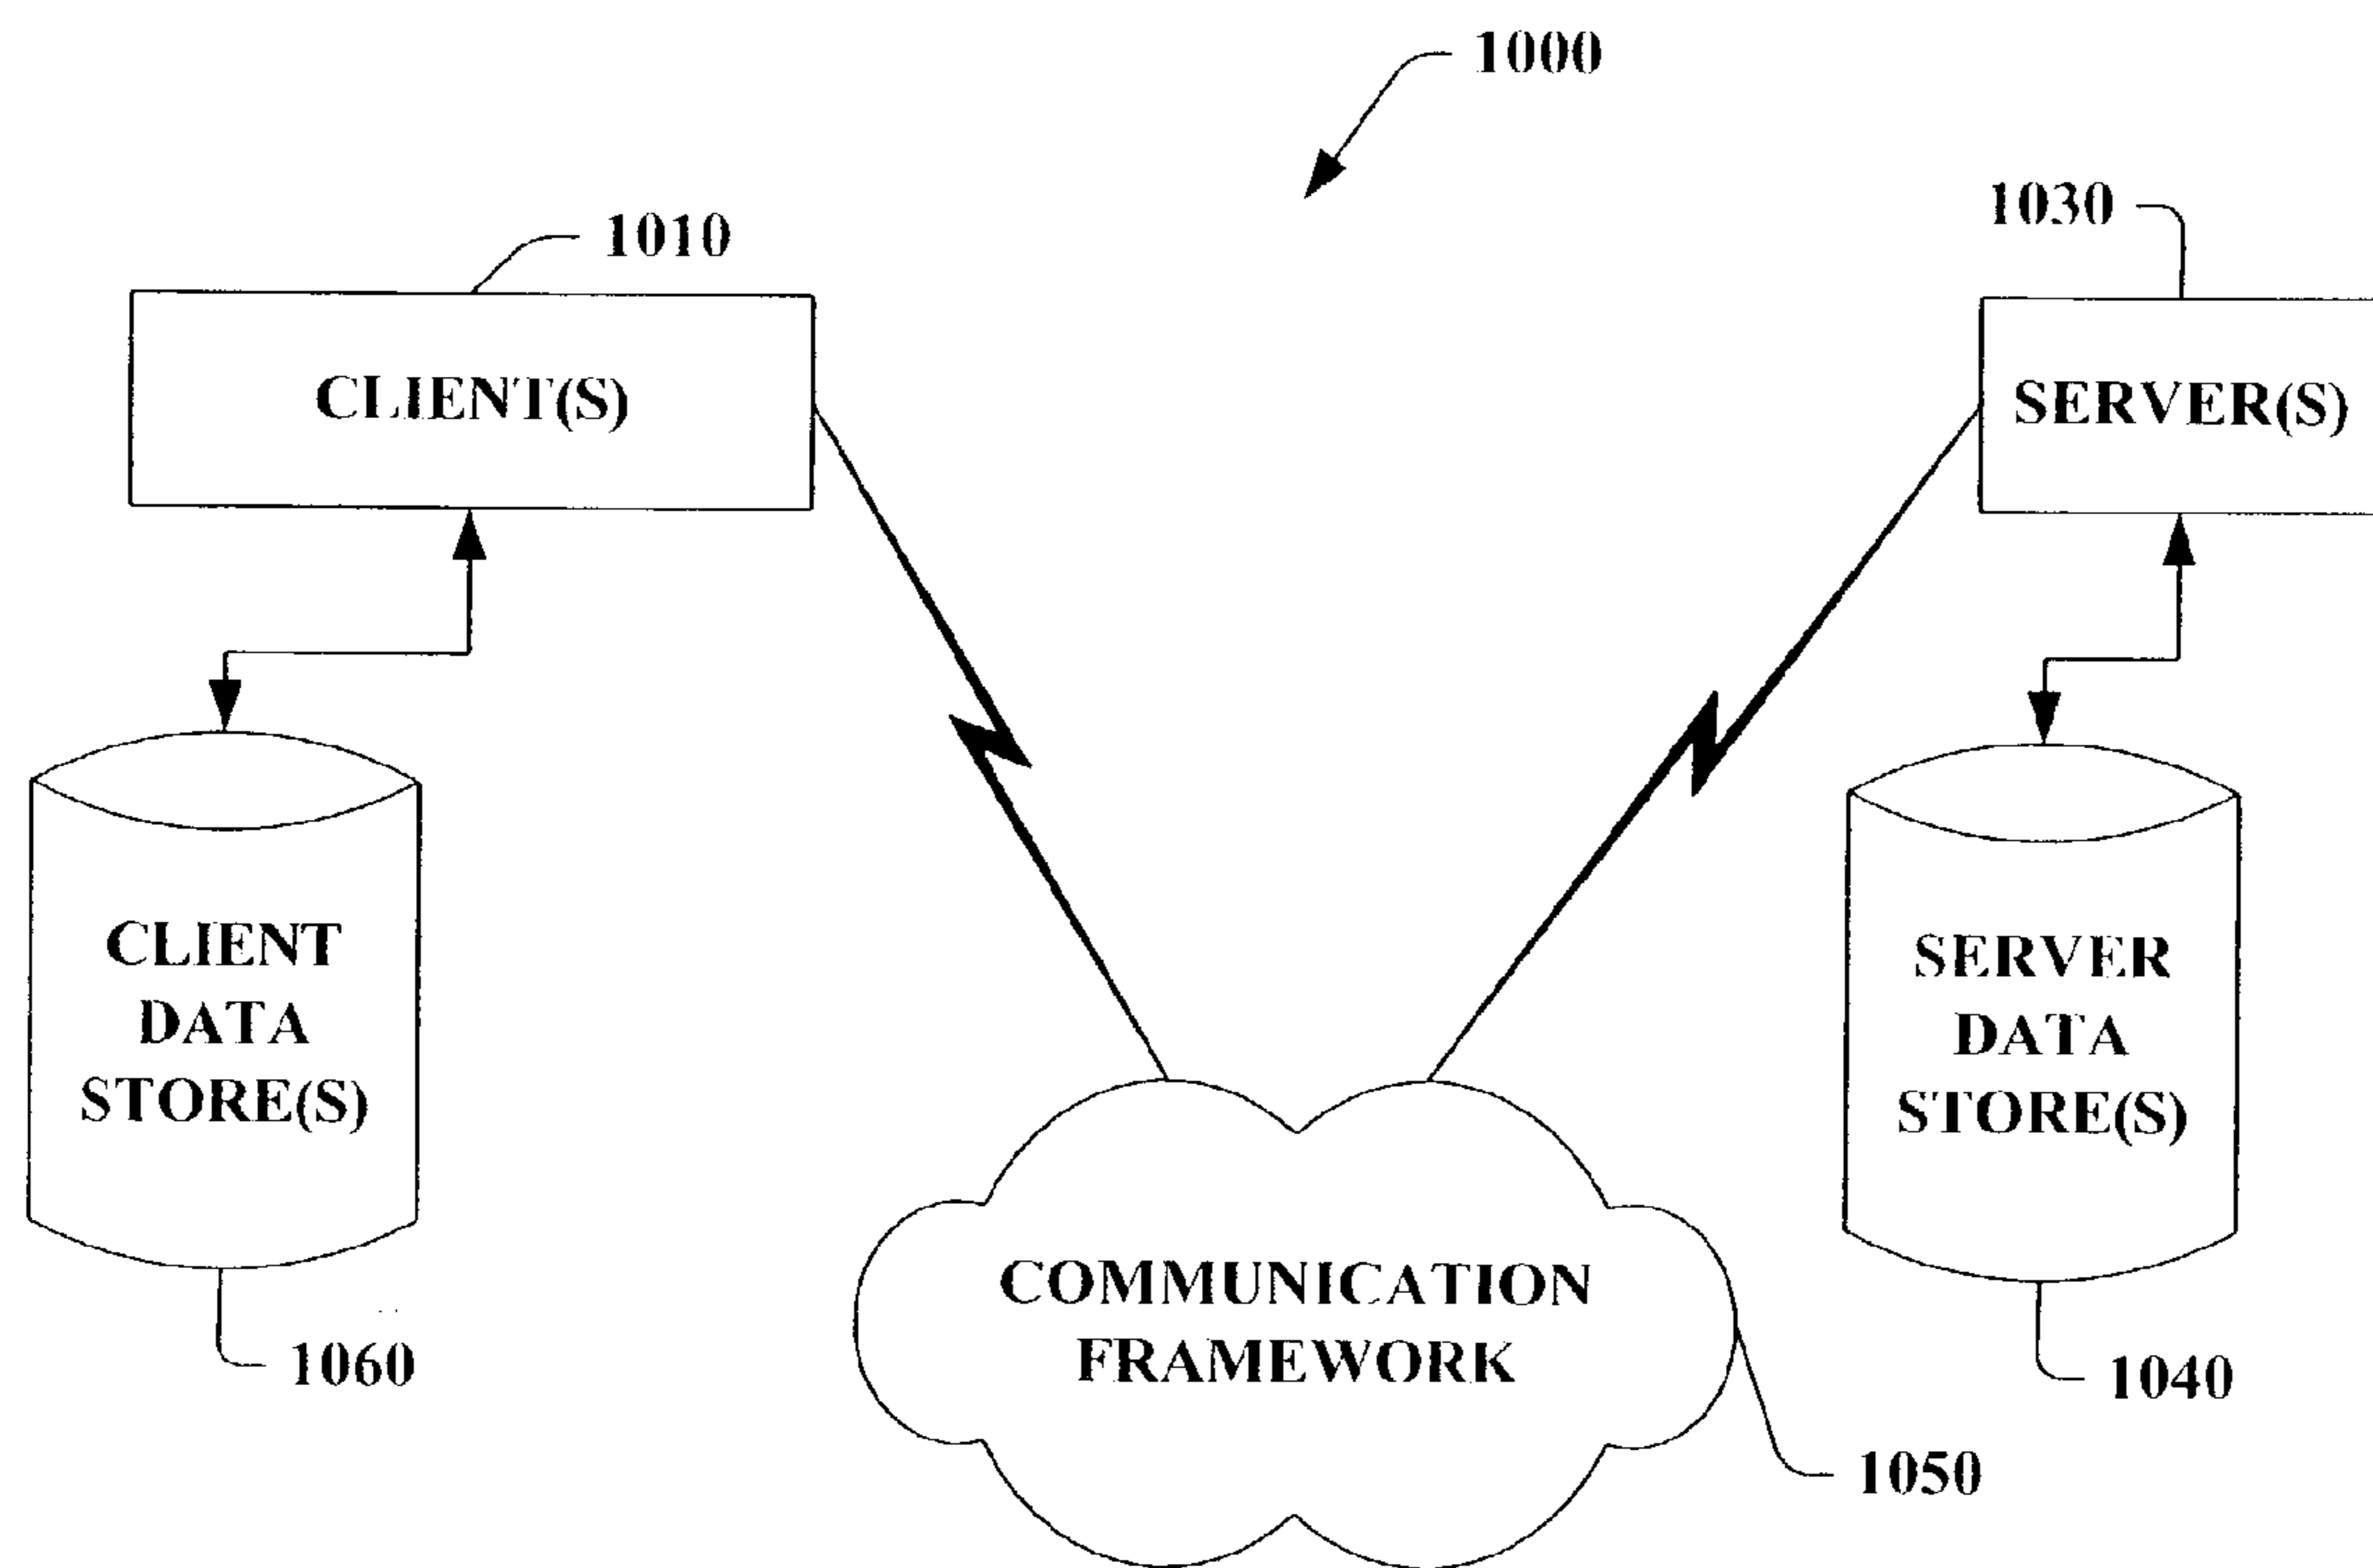 1000
1010
1030
CLIENT(S)
SERVER(S)
CLIENT
DATA
STORE(S)
SERVER
DATA
STORE(S)
COMMUNICATION
FRAMEWORK
1060
1040
1050